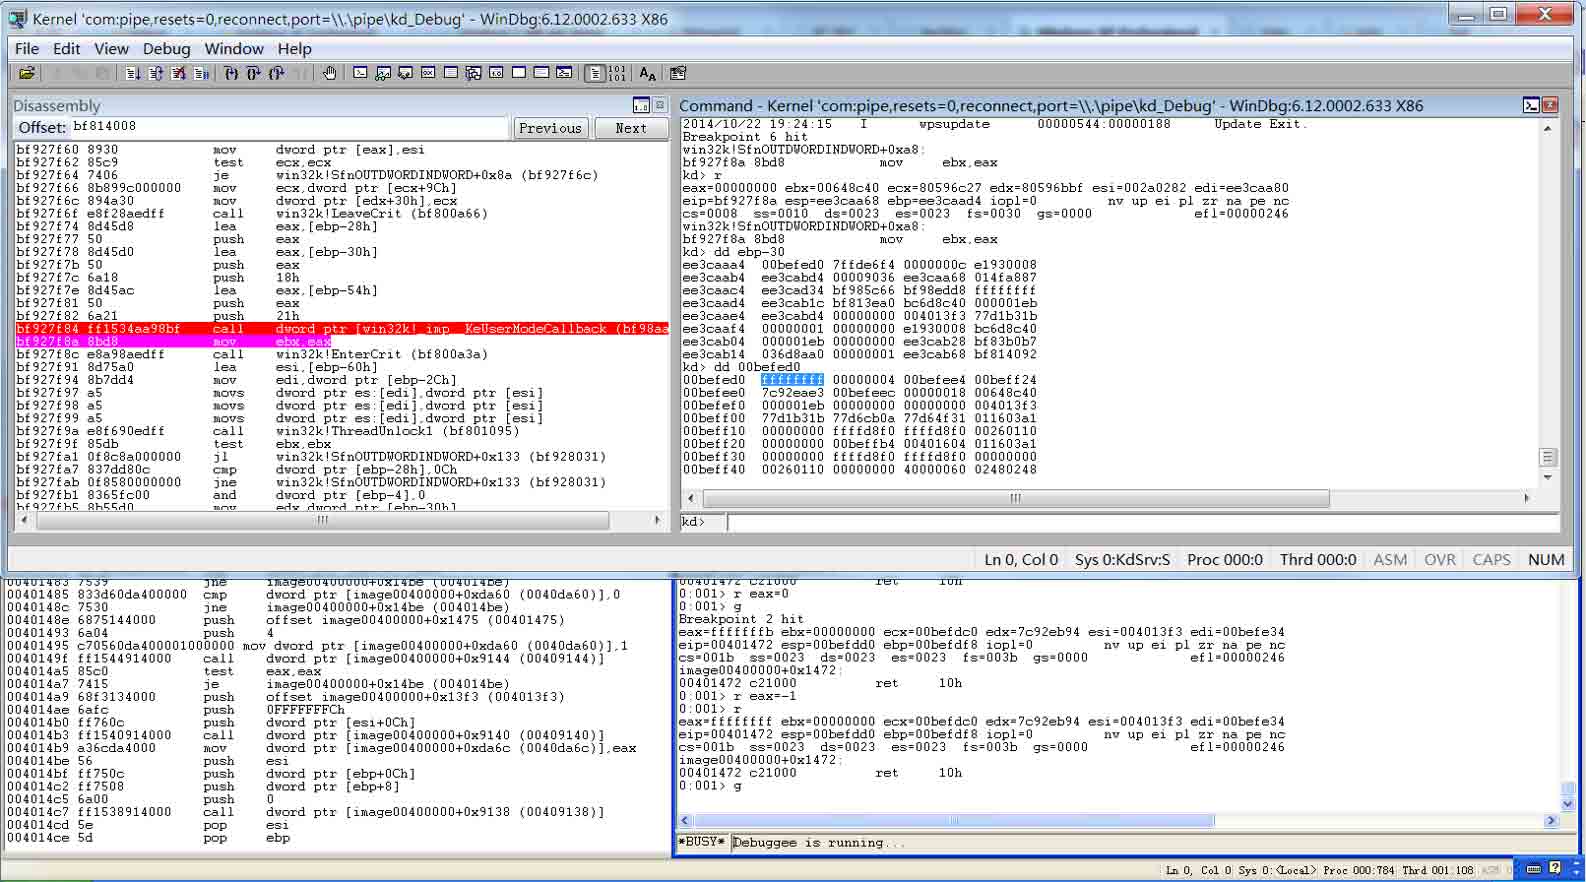 Kernel 'com:pipe,resets=0,reconnect,port=\\.\pipe\kd_Debug' - WinDbg:6.12.0002.633 X86
File Edit View Debug Window Help
Disassembly
Offset: bf814008
Previous Next
bf927f60 8930 mov dword ptr [eax],esi
bf927f62 85c9 test ecx,ecx
bf927f64 7406 je win32k!SfnOUTDWORDINDWORD+0x8a (bf927f6c)
bf927f66 8b899c000000 mov ecx,dword ptr [ecx+9Ch]
bf927f6c 894a30 mov dword ptr [edx+30h],ecx
bf927f6f e8f28aedff call win32k!LeaveCrit (bf800a66)
bf927f74 8d45d8 lea eax,[ebp-28h]
bf927f77 50 push eax
bf927f78 8d45d0 lea eax,[ebp-30h]
bf927f7b 50 push eax
bf927f7c 6a18 push 18h
bf927f7e 8d45ac lea eax,[ebp-54h]
bf927f81 50 push eax
bf927f82 6a21 push 21h
bf927f84 ff1534aa98bf call dword ptr [win32k!_imp__KeUserModeCallback (bf98aa
bf927f8a 8bd8 mov ebx,eax
bf927f8c e8a98aedff call win32k!EnterCrit (bf800a3a)
bf927f91 8d75a0 lea esi,[ebp-60h]
bf927f94 8b7dd4 mov edi,dword ptr [ebp-2Ch]
bf927f97 a5 movs dword ptr es:[edi],dword ptr [esi]
bf927f98 a5 movs dword ptr es:[edi],dword ptr [esi]
bf927f99 a5 movs dword ptr es:[edi],dword ptr [esi]
bf927f9a e8f690edff call win32k!ThreadUnlock1 (bf801095)
bf927f9f 85db test ebx,ebx
bf927fa1 0f8c8a000000 jl win32k!SfnOUTDWORDINDWORD+0x133 (bf928031)
bf927fa7 837dd80c cmp dword ptr [ebp-28h],0Ch
bf927fab 0f8580000000 jne win32k!SfnOUTDWORDINDWORD+0x133 (bf928031)
bf927fb1 8365fc00 and dword ptr [ebp-4],0
bf927fb5 8b55d0 mov edx,dword ptr [ebp-30h]
Command - Kernel 'com:pipe,resets=0,reconnect,port=\\.\pipe\kd_Debug' - WinDbg:6.12.0002.633 X86
2014/10/22 19:24:15 I wpsupdate 00000544:00000188 Update Exit.
Breakpoint 6 hit
win32k!SfnOUTDWORDINDWORD+0xa8:
bf927f8a 8bd8 mov ebx,eax
kd> r
eax=00000000 ebx=00648c40 ecx=80596c27 edx=80596bbf esi=002a0282 edi=ee3caa80
eip=bf927f8a esp=ee3caa68 ebp=ee3caad4 iopl=0 nv up ei pl zr na pe nc
cs=0008 ss=0010 ds=0023 es=0023 fs=0030 gs=0000 efl=00000246
win32k!SfnOUTDWORDINDWORD+0xa8:
bf927f8a 8bd8 mov ebx,eax
kd> dd ebp-30
ee3caaa4 00befed0 7ffde6f4 0000000c e1930008
ee3caab4 ee3cabd4 00009036 ee3caa68 014fa887
ee3caac4 ee3cad34 bf985c66 bf98edd8 ffffffff
ee3caad4 ee3cab1c bf813ea0 bc6d8c40 000001eb
ee3caae4 ee3cabd4 00000000 004013f3 77d1b31b
ee3caaf4 00000001 00000000 e1930008 bc6d8c40
ee3cab04 000001eb 00000000 ee3cab28 bf83b0b7
ee3cab14 036d8aa0 00000001 ee3cab68 bf814092
kd> dd 00befed0
00befed0 ffffffff 00000004 00befee4 00beff24
00befee0 7c92eae3 00befeec 00000018 00648c40
00befef0 000001eb 00000000 00000000 004013f3
00beff00 77d1b31b 77d6cb0a 77d64f31 011603a1
00beff10 00000000 ffffd8f0 ffffd8f0 00260110
00beff20 00000000 00beffb4 00401604 011603a1
00beff30 00000000 ffffd8f0 ffffd8f0 00000000
00beff40 00260110 00000000 40000060 02480248
kd>
Ln 0, Col 0 Sys 0:KdSrv:S Proc 000:0 Thrd 000:0 ASM OVR CAPS NUM
00401483 7539 jne image00400000+0x14be (004014be)
00401485 833d60da400000 cmp dword ptr [image00400000+0xda60 (0040da60)],0
0040148c 7530 jne image00400000+0x14be (004014be)
0040148e 6875144000 push offset image00400000+0x1475 (00401475)
00401493 6a04 push 4
00401495 c70560da400001000000 mov dword ptr [image00400000+0xda60 (0040da60)],1
0040149f ff1544914000 call dword ptr [image00400000+0x9144 (00409144)]
004014a5 85c0 test eax,eax
004014a7 7415 je image00400000+0x14be (004014be)
004014a9 68f3134000 push offset image00400000+0x13f3 (004013f3)
004014ae 6afc push 0FFFFFFFCh
004014b0 ff760c push dword ptr [esi+0Ch]
004014b3 ff1540914000 call dword ptr [image00400000+0x9140 (00409140)]
004014b9 a36cda4000 mov dword ptr [image00400000+0xda6c (0040da6c)],eax
004014be 56 push esi
004014bf ff750c push dword ptr [ebp+0Ch]
004014c2 ff7508 push dword ptr [ebp+8]
004014c5 6a00 push 0
004014c7 ff1538914000 call dword ptr [image00400000+0x9138 (00409138)]
004014cd 5e pop esi
004014ce 5d pop ebp
00401472 c21000 ret 10h
0:001> r eax=0
0:001> g
Breakpoint 2 hit
eax=fffffffb ebx=00000000 ecx=00befdc0 edx=7c92eb94 esi=004013f3 edi=00befe34
eip=00401472 esp=00befdd0 ebp=00befdf8 iopl=0 nv up ei pl zr na pe nc
cs=001b ss=0023 ds=0023 es=0023 fs=003b gs=0000 efl=00000246
image00400000+0x1472:
00401472 c21000 ret 10h
0:001> r eax=-1
0:001> r
eax=ffffffff ebx=00000000 ecx=00befdc0 edx=7c92eb94 esi=004013f3 edi=00befe34
eip=00401472 esp=00befdd0 ebp=00befdf8 iopl=0 nv up ei pl zr na pe nc
cs=001b ss=0023 ds=0023 es=0023 fs=003b gs=0000 efl=00000246
image00400000+0x1472:
00401472 c21000 ret 10h
0:001> g
*BUSY* Debuggee is running...
Ln 0, Col 0 Sys 0:<Local> Proc 000:784 Thrd 001:108 ASM